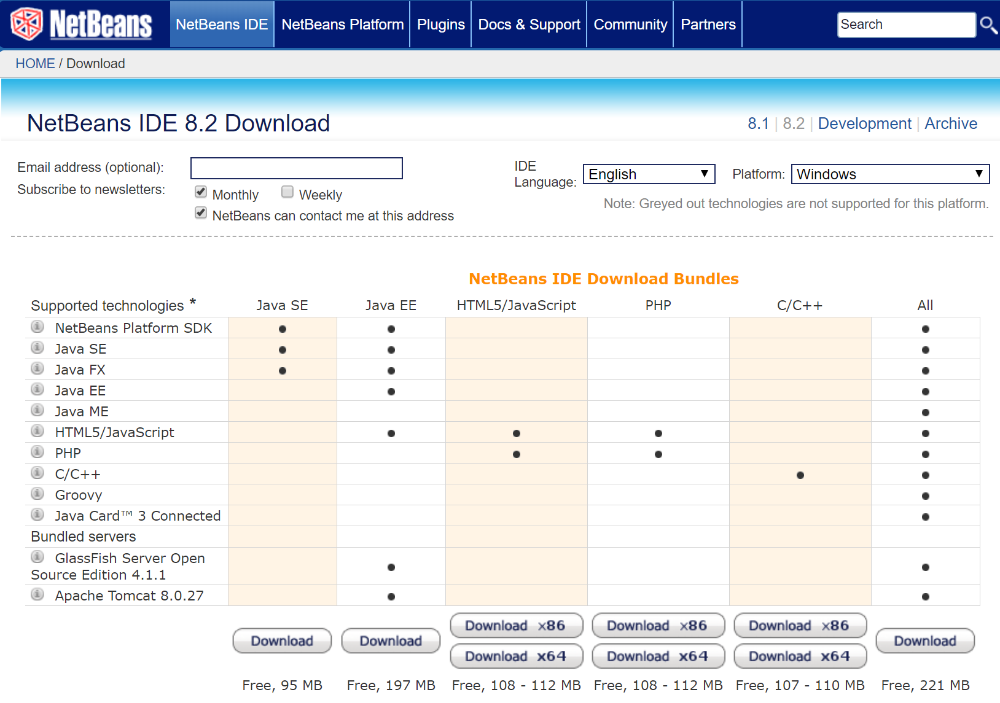 NetBeans
NetBeans IDE
NetBeans Platform
Plugins
Docs & Support
Community
Partners
Search
HOME / Download
NetBeans IDE 8.2 Download
8.1 | 8.2 | Development | Archive
Email address (optional):
Subscribe to newsletters:
Monthly
Weekly
NetBeans can contact me at this address
IDE
Language:
English
Platform:
Windows
Note: Greyed out technologies are not supported for this platform.
NetBeans IDE Download Bundles
Supported technologies * Java SE Java EE HTML5/JavaScript PHP C/C++ All
NetBeans Platform SDK • • •
Java SE • • •
Java FX • • •
Java EE • •
Java ME •
HTML5/JavaScript • • • •
PHP • • •
C/C++ • •
Groovy •
Java Card™ 3 Connected •
Bundled servers
GlassFish Server Open
Source Edition 4.1.1 • •
Apache Tomcat 8.0.27 • •
Download Download Download x86 Download x86 Download x86 Download
Download x64 Download x64 Download x64
Free, 95 MB Free, 197 MB Free, 108 - 112 MB Free, 108 - 112 MB Free, 107 - 110 MB Free, 221 MB